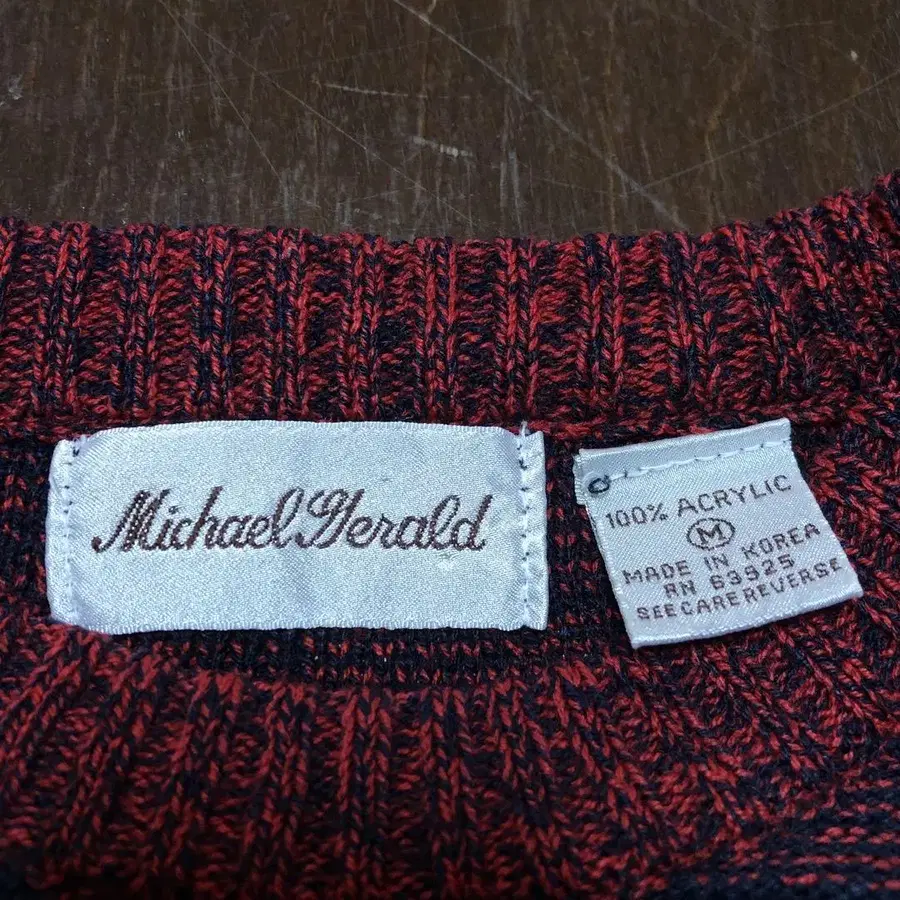 Michael Gerald
100% ACRYLIC
M
MADE IN KOREA
RN 63925
SEE CARE REVERSE